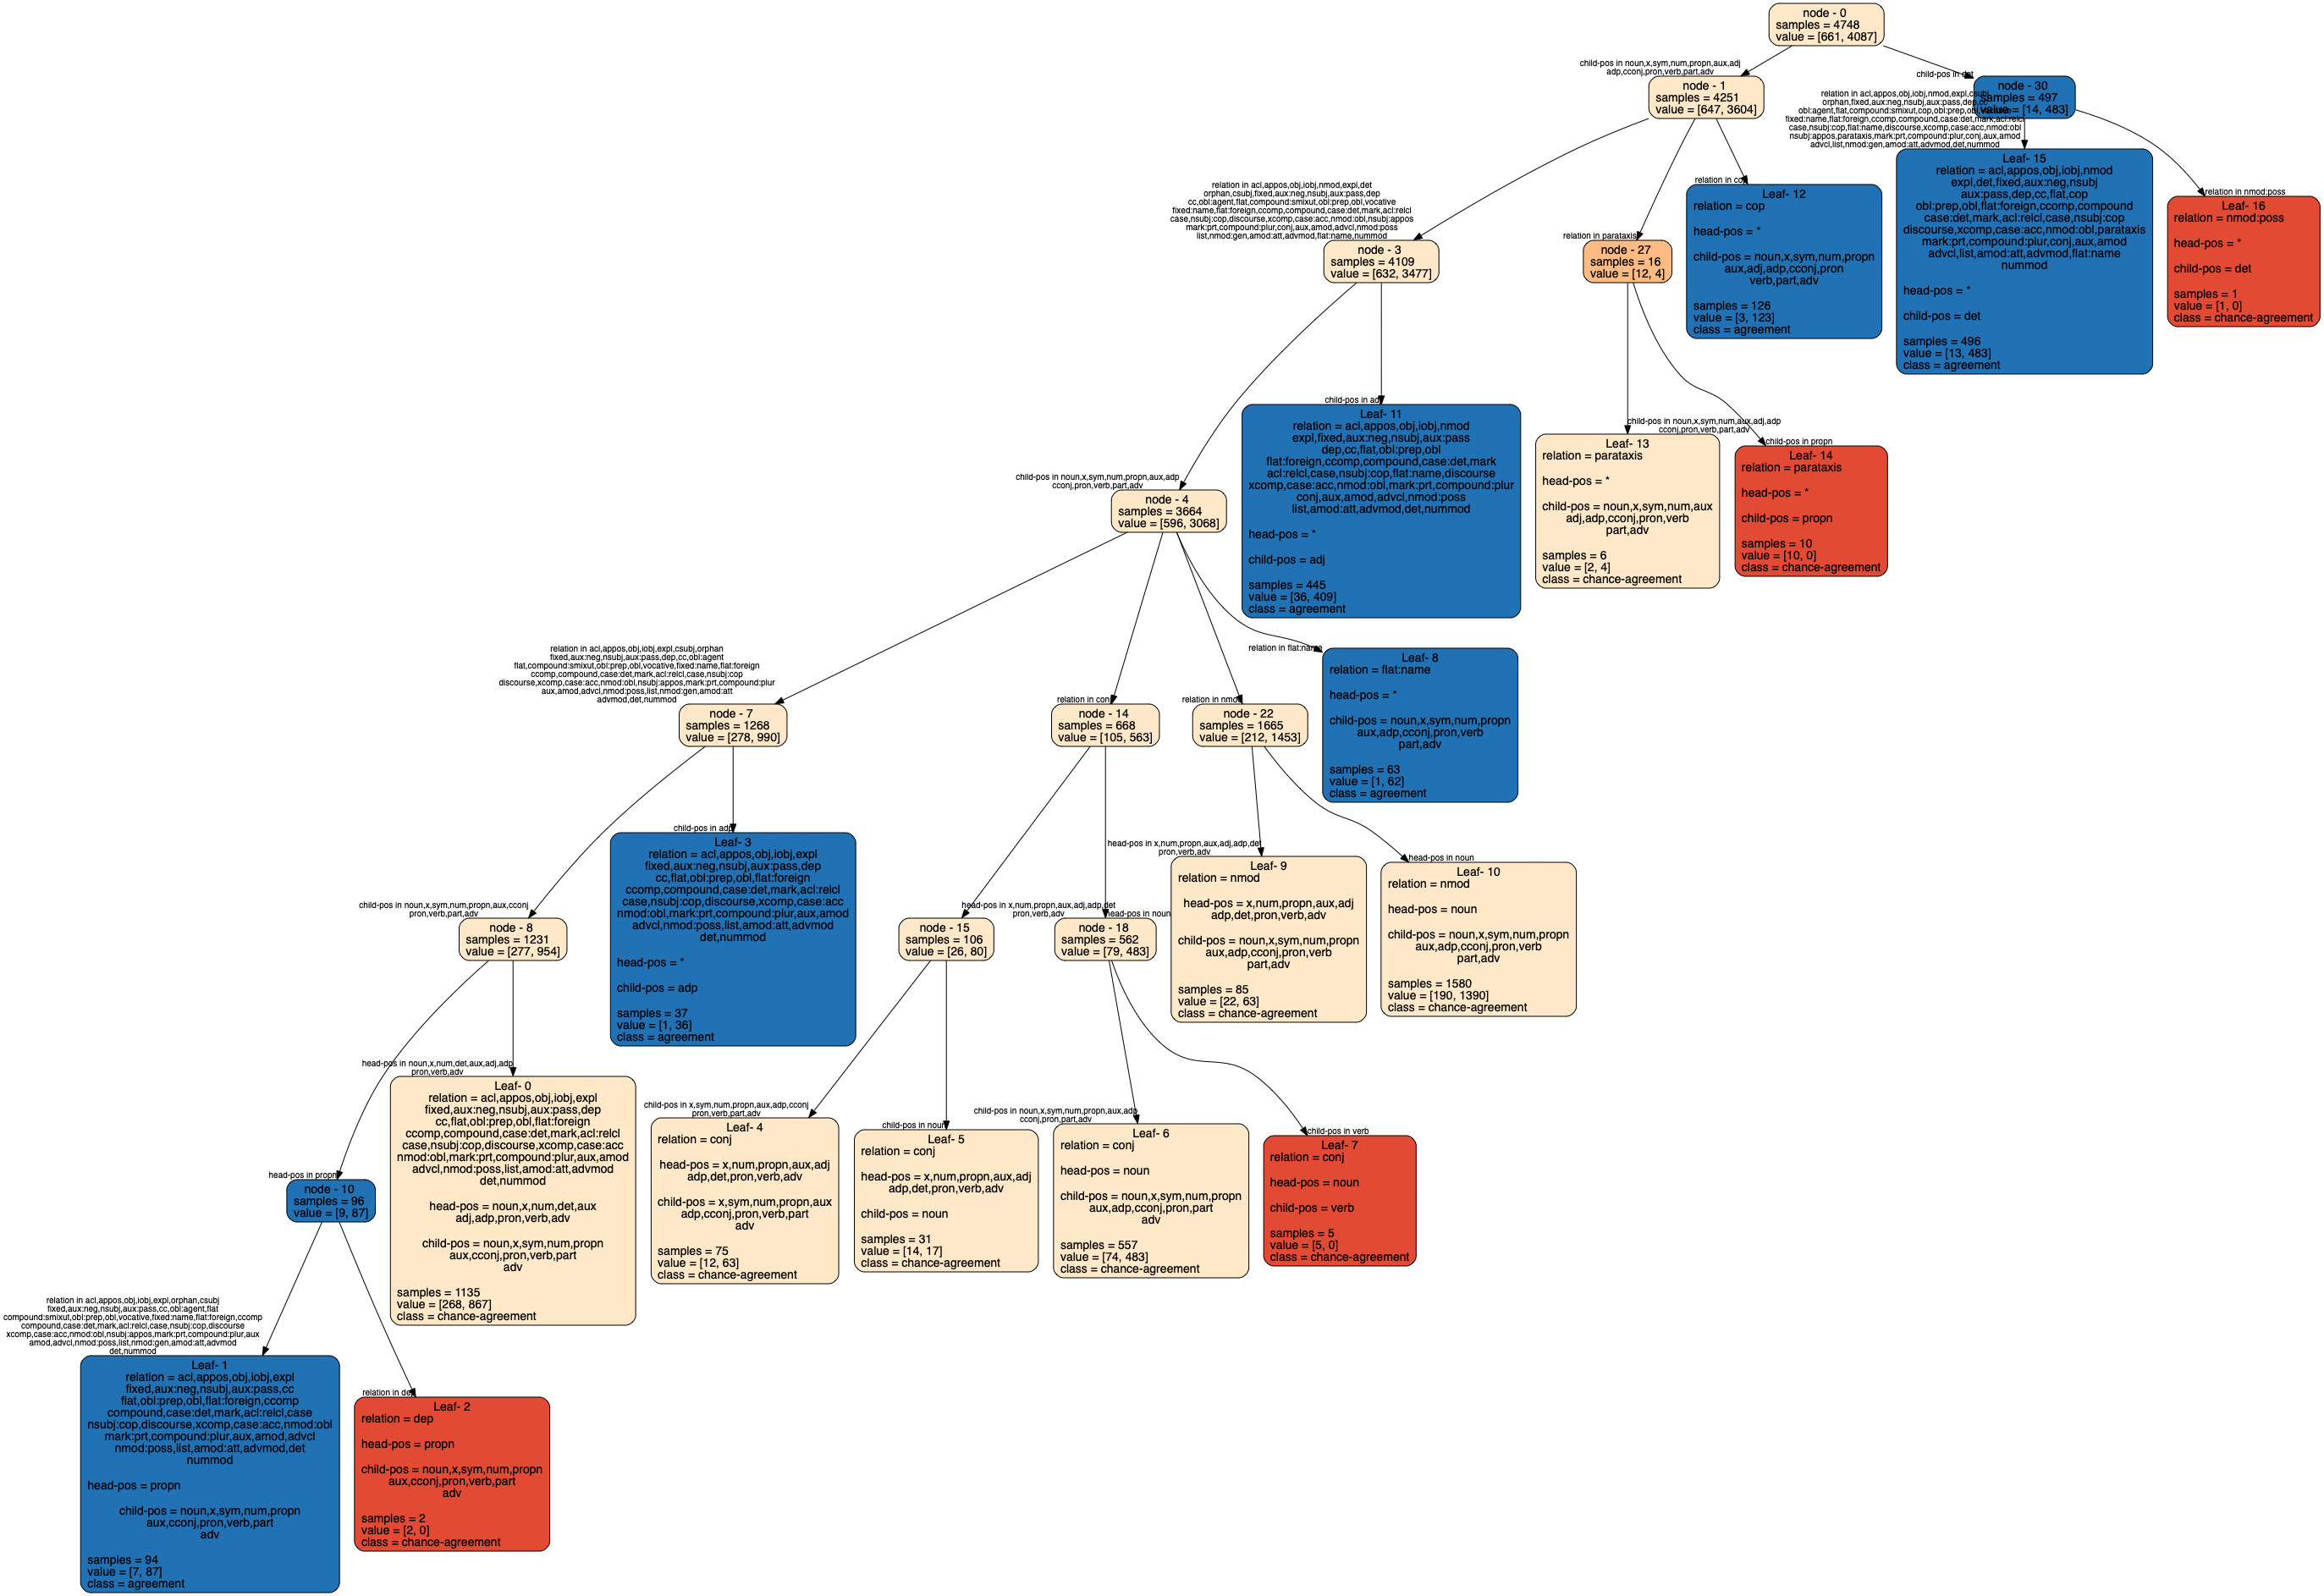 node - 0
samples = 4748
value = [661, 4087]
child-pos in noun,x,sym,num,propn,aux,adj
adp,cconj,pron,verb,part,adv
node - 1
samples = 4251
value = [647, 3604]
child-pos in det
node - 30
samples = 497
value = [14, 483]
relation in acl,appos,obj,iobj,nmod,expl,csubj
orphan,fixed,aux:neg,nsubj,aux:pass,dep,cc
obl:agent,flat,compound:smixut,cop,obl:prep,obl
fixed:name,flat:foreign,ccomp,compound,case:det,mark,acl:relcl
case,nsubj:cop,flat:name,discourse,xcomp,case:acc,nmod:obl
nsubj:appos,parataxis,mark:prt,compound:plur,conj,aux,amod
advcl,list,nmod:gen,amod:att,advmod,det,nummod
Leaf- 15
relation = acl,appos,obj,iobj,nmod
expl,det,fixed,aux:neg,nsubj
aux:pass,dep,cc,flat,cop
obl:prep,obl,flat:foreign,ccomp,compound
case:det,mark,acl:relcl,case,nsubj:cop
discourse,xcomp,case:acc,nmod:obl,parataxis
mark:prt,compound:plur,conj,aux,amod
advcl,list,amod:att,advmod,flat:name
nummod
head-pos = *
child-pos = det
samples = 496
value = [13, 483]
class = agreement
relation in nmod:poss
Leaf- 16
relation = nmod:poss
head-pos = *
child-pos = det
samples = 1
value = [1, 0]
class = chance-agreement
relation in acl,appos,obj,iobj,nmod,expl,det
orphan,csubj,fixed,aux:neg,nsubj,aux:pass,dep
cc,obl:agent,flat,compound:smixut,obl:prep,obl,vocative
fixed:name,flat:foreign,ccomp,compound,case:det,mark,acl:relcl
case,nsubj:cop,discourse,xcomp,case:acc,nmod:obl,nsubj:appos
mark:prt,compound:plur,conj,aux,amod,advcl,nmod:poss
list,nmod:gen,amod:att,advmod,flat:name,nummod
node - 3
samples = 4109
value = [632, 3477]
relation in parataxis
node - 27
samples = 16
value = [12, 4]
relation in cop
Leaf- 12
relation = cop
head-pos = *
child-pos = noun,x,sym,num,propn
aux,adj,adp,cconj,pron
verb,part,adv
samples = 126
value = [3, 123]
class = agreement
child-pos in noun,x,sym,num,propn,aux,adp
cconj,pron,verb,part,adv
node - 4
samples = 3664
value = [596, 3068]
child-pos in adj
Leaf- 11
relation = acl,appos,obj,iobj,nmod
expl,fixed,aux:neg,nsubj,aux:pass
dep,cc,flat,obl:prep,obl
flat:foreign,ccomp,compound,case:det,mark
acl:relcl,case,nsubj:cop,flat:name,discourse
xcomp,case:acc,nmod:obl,mark:prt,compound:plur
conj,aux,amod,advcl,nmod:poss
list,amod:att,advmod,det,nummod
head-pos = *
child-pos = adj
samples = 445
value = [36, 409]
class = agreement
child-pos in noun,x,sym,num,aux,adj,adp
cconj,pron,verb,part,adv
Leaf- 13
relation = parataxis
head-pos = *
child-pos = noun,x,sym,num,aux
adj,adp,cconj,pron,verb
part,adv
samples = 6
value = [2, 4]
class = chance-agreement
child-pos in propn
Leaf- 14
relation = parataxis
head-pos = *
child-pos = propn
samples = 10
value = [10, 0]
class = chance-agreement
relation in acl,appos,obj,iobj,expl,csubj,orphan
fixed,aux:neg,nsubj,aux:pass,dep,cc,obl:agent
flat,compound:smixut,obl:prep,obl,vocative,fixed:name,flat:foreign
ccomp,compound,case:det,mark,acl:relcl,case,nsubj:cop
discourse,xcomp,case:acc,nmod:obl,nsubj:appos,mark:prt,compound:plur
aux,amod,advcl,nmod:poss,list,nmod:gen,amod:att
advmod,det,nummod
node - 7
samples = 1268
value = [278, 990]
relation in conj
node - 14
samples = 668
value = [105, 563]
relation in nmod
node - 22
samples = 1665
value = [212, 1453]
relation in flat:name
Leaf- 8
relation = flat:name
head-pos = *
child-pos = noun,x,sym,num,propn
aux,adp,cconj,pron,verb
part,adv
samples = 63
value = [1, 62]
class = agreement
child-pos in noun,x,sym,num,propn,aux,cconj
pron,verb,part,adv
node - 8
samples = 1231
value = [277, 954]
child-pos in adp
Leaf- 3
relation = acl,appos,obj,iobj,expl
fixed,aux:neg,nsubj,aux:pass,dep
cc,flat,obl:prep,obl,flat:foreign
ccomp,compound,case:det,mark,acl:relcl
case,nsubj:cop,discourse,xcomp,case:acc
nmod:obl,mark:prt,compound:plur,aux,amod
advcl,nmod:poss,list,amod:att,advmod
det,nummod
head-pos = *
child-pos = adp
samples = 37
value = [1, 36]
class = agreement
head-pos in x,num,propn,aux,adj,adp,det
pron,verb,adv
node - 15
samples = 106
value = [26, 80]
head-pos in noun
node - 18
samples = 562
value = [79, 483]
head-pos in x,num,propn,aux,adj,adp,det
pron,verb,adv
Leaf- 9
relation = nmod
head-pos = x,num,propn,aux,adj
adp,det,pron,verb,adv
child-pos = noun,x,sym,num,propn
aux,adp,cconj,pron,verb
part,adv
samples = 85
value = [22, 63]
class = chance-agreement
head-pos in noun
Leaf- 10
relation = nmod
head-pos = noun
child-pos = noun,x,sym,num,propn
aux,adp,cconj,pron,verb
part,adv
samples = 1580
value = [190, 1390]
class = chance-agreement
head-pos in propn
node - 10
samples = 96
value = [9, 87]
head-pos in noun,x,num,det,aux,adj,adp
pron,verb,adv
Leaf- 0
relation = acl,appos,obj,iobj,expl
fixed,aux:neg,nsubj,aux:pass,dep
cc,flat,obl:prep,obl,flat:foreign
ccomp,compound,case:det,mark,acl:relcl
case,nsubj:cop,discourse,xcomp,case:acc
nmod:obl,mark:prt,compound:plur,aux,amod
advcl,nmod:poss,list,amod:att,advmod
det,nummod
head-pos = noun,x,num,det,aux
adj,adp,pron,verb,adv
child-pos = noun,x,sym,num,propn
aux,cconj,pron,verb,part
adv
samples = 1135
value = [268, 867]
class = chance-agreement
child-pos in x,sym,num,propn,aux,adp,cconj
pron,verb,part,adv
Leaf- 4
relation = conj
head-pos = x,num,propn,aux,adj
adp,det,pron,verb,adv
child-pos = x,sym,num,propn,aux
adp,cconj,pron,verb,part
adv
samples = 75
value = [12, 63]
class = chance-agreement
child-pos in noun
Leaf- 5
relation = conj
head-pos = x,num,propn,aux,adj
adp,det,pron,verb,adv
child-pos = noun
samples = 31
value = [14, 17]
class = chance-agreement
child-pos in noun,x,sym,num,propn,aux,adp
cconj,pron,part,adv
Leaf- 6
relation = conj
head-pos = noun
child-pos = noun,x,sym,num,propn
aux,adp,cconj,pron,part
adv
samples = 557
value = [74, 483]
class = chance-agreement
child-pos in verb
Leaf- 7
relation = conj
head-pos = noun
child-pos = verb
samples = 5
value = [5, 0]
class = chance-agreement
relation in acl,appos,obj,iobj,expl,orphan,csubj
fixed,aux:neg,nsubj,aux:pass,cc,obl:agent,flat
compound:smixut,obl:prep,obl,vocative,fixed:name,flat:foreign,ccomp
compound,case:det,mark,acl:relcl,case,nsubj:cop,discourse
xcomp,case:acc,nmod:obl,nsubj:appos,mark:prt,compound:plur,aux
amod,advcl,nmod:poss,list,nmod:gen,amod:att,advmod
det,nummod
Leaf- 1
relation = acl,appos,obj,iobj,expl
fixed,aux:neg,nsubj,aux:pass,cc
flat,obl:prep,obl,flat:foreign,ccomp
compound,case:det,mark,acl:relcl,case
nsubj:cop,discourse,xcomp,case:acc,nmod:obl
mark:prt,compound:plur,aux,amod,advcl
nmod:poss,list,amod:att,advmod,det
nummod
head-pos = propn
child-pos = noun,x,sym,num,propn
aux,cconj,pron,verb,part
adv
samples = 94
value = [7, 87]
class = agreement
relation in dep
Leaf- 2
relation = dep
head-pos = propn
child-pos = noun,x,sym,num,propn
aux,cconj,pron,verb,part
adv
samples = 2
value = [2, 0]
class = chance-agreement